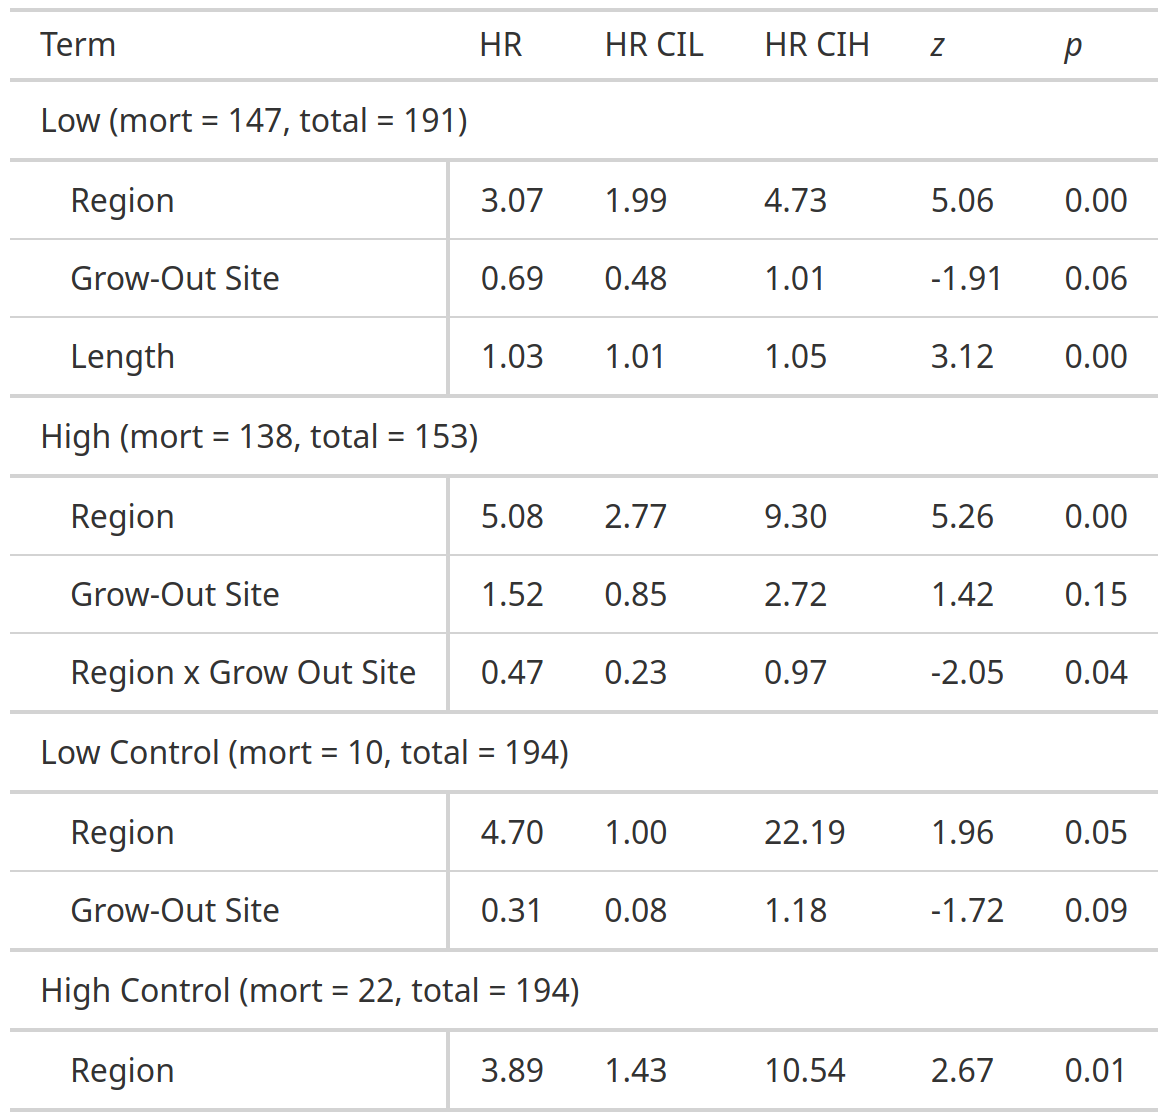 Term HR HR CIL HR CIH z p
Low (mort = 147, total = 191)
Region 3.07 1.99 4.73 5.06 0.00
Grow-Out Site 0.69 0.48 1.01 -1.91 0.06
Length 1.03 1.01 1.05 3.12 0.00
High (mort = 138, total = 153)
Region 5.08 2.77 9.30 5.26 0.00
Grow-Out Site 1.52 0.85 2.72 1.42 0.15
Region x Grow Out Site 0.47 0.23 0.97 -2.05 0.04
Low Control (mort = 10, total = 194)
Region 4.70 1.00 22.19 1.96 0.05
Grow-Out Site 0.31 0.08 1.18 -1.72 0.09
High Control (mort = 22, total = 194)
Region 3.89 1.43 10.54 2.67 0.01